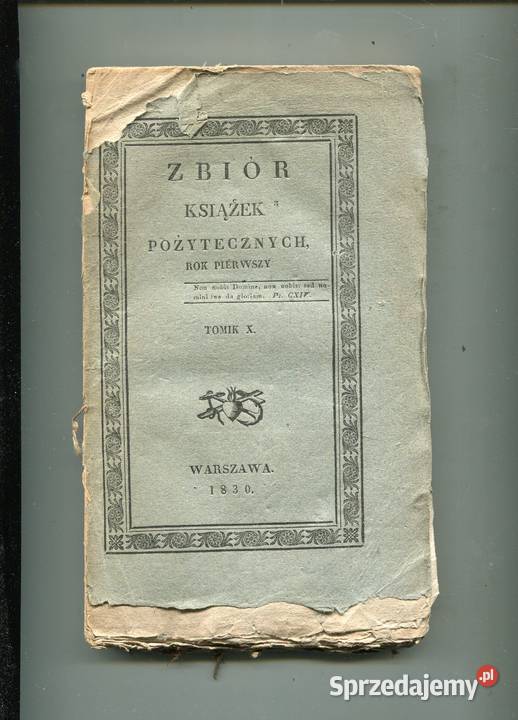 ZBIÓR
KSIĄŻEK
POŻYTECZNYCH,
ROK PIÉRWSZY
Non nobis Domine, non nobis: sed no-
mini tuo da gloriam. Ps. CXIV.
TOMIK X.
WARSZAWA.
1830.
Sprzedajemy.pl